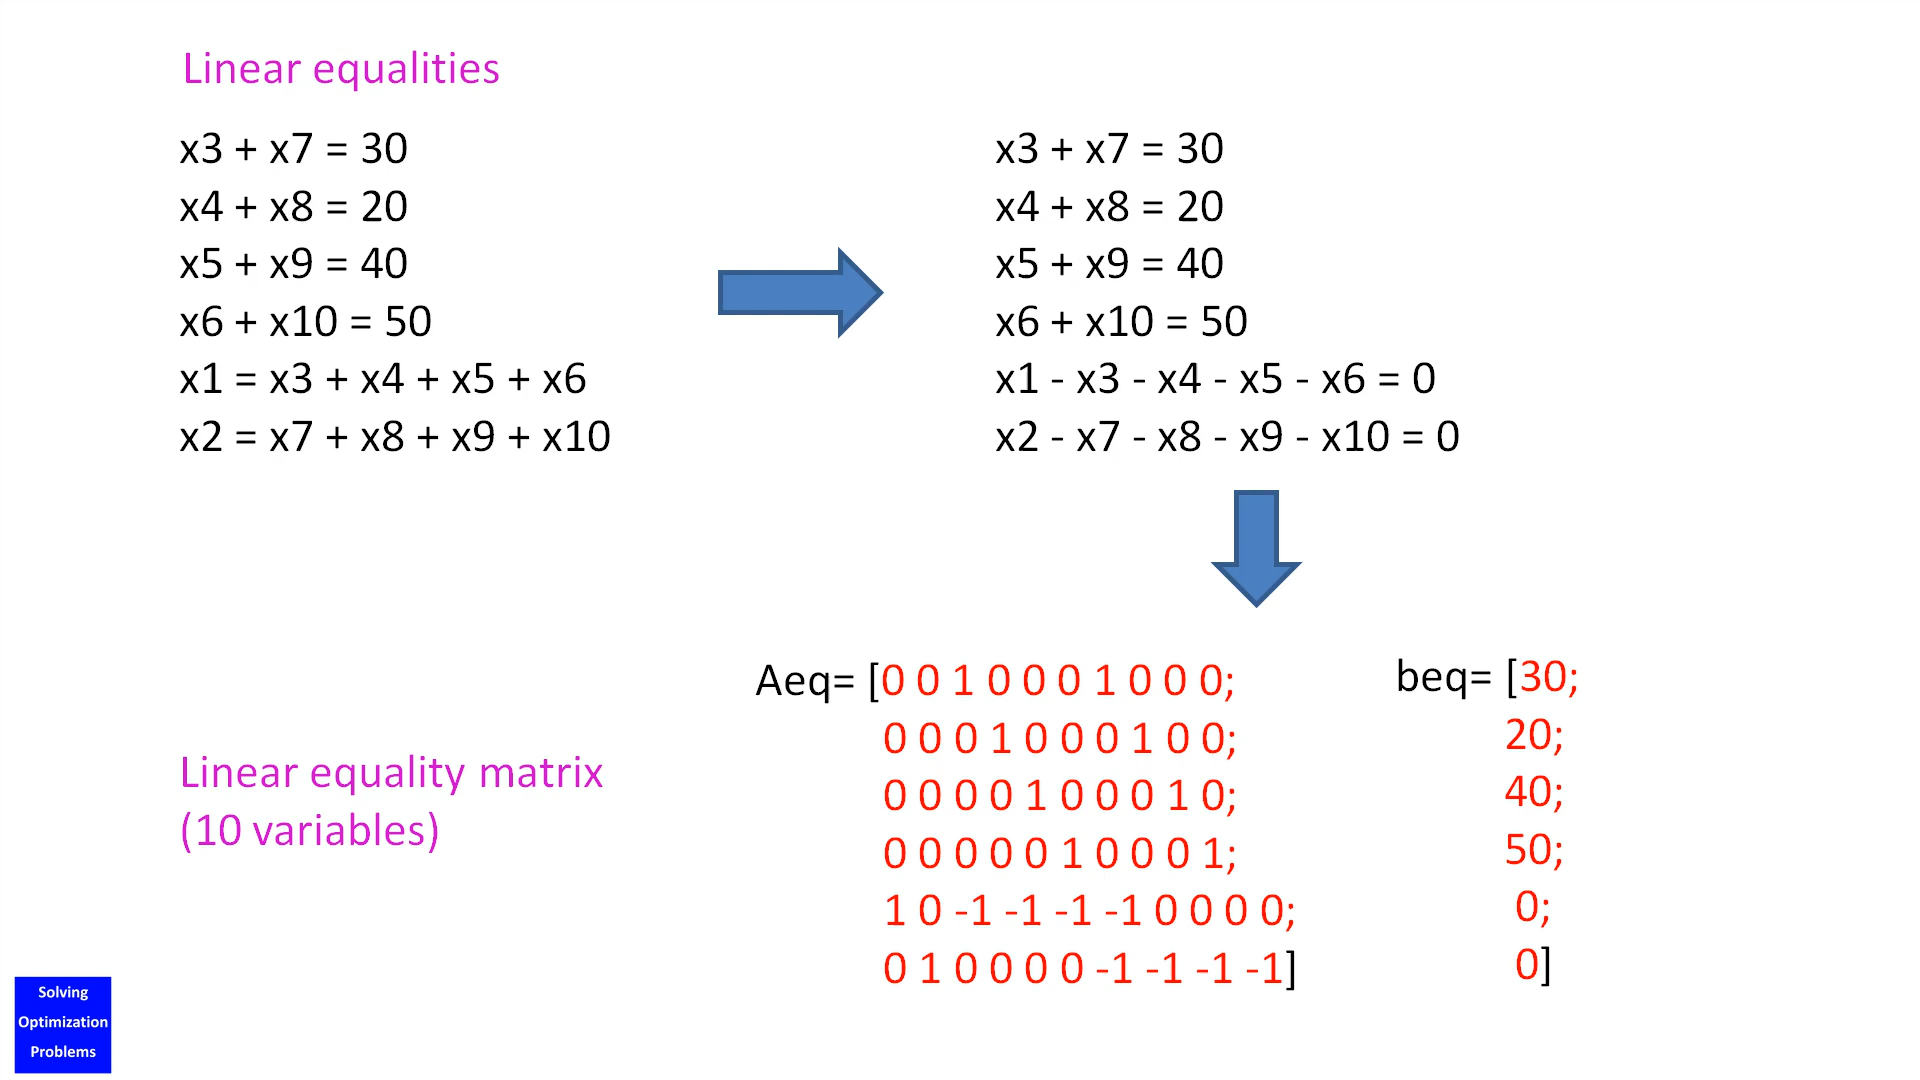 Linear equalities
x3 + x7 = 30
x4 + x8 = 20
x5 + x9 = 40
x6 + x10 = 50
x1 = x3 + x4 + x5 + x6
x2 = x7 + x8 + x9 + x10
x3 + x7 = 30
x4 + x8 = 20
x5 + x9 = 40
x6 + x10 = 50
x1 - x3 - x4 - x5 - x6 = 0
x2 - x7 - x8 - x9 - x10 = 0
Linear equality matrix
(10 variables)
Aeq= [0 0 1 0 0 0 1 0 0 0;
0 0 0 1 0 0 0 1 0 0;
0 0 0 0 1 0 0 0 1 0;
0 0 0 0 0 1 0 0 0 1;
1 0 -1 -1 -1 -1 0 0 0 0;
0 1 0 0 0 0 -1 -1 -1 -1]
beq= [30;
20;
40;
50;
0;
0]
Solving
Optimization
Problems